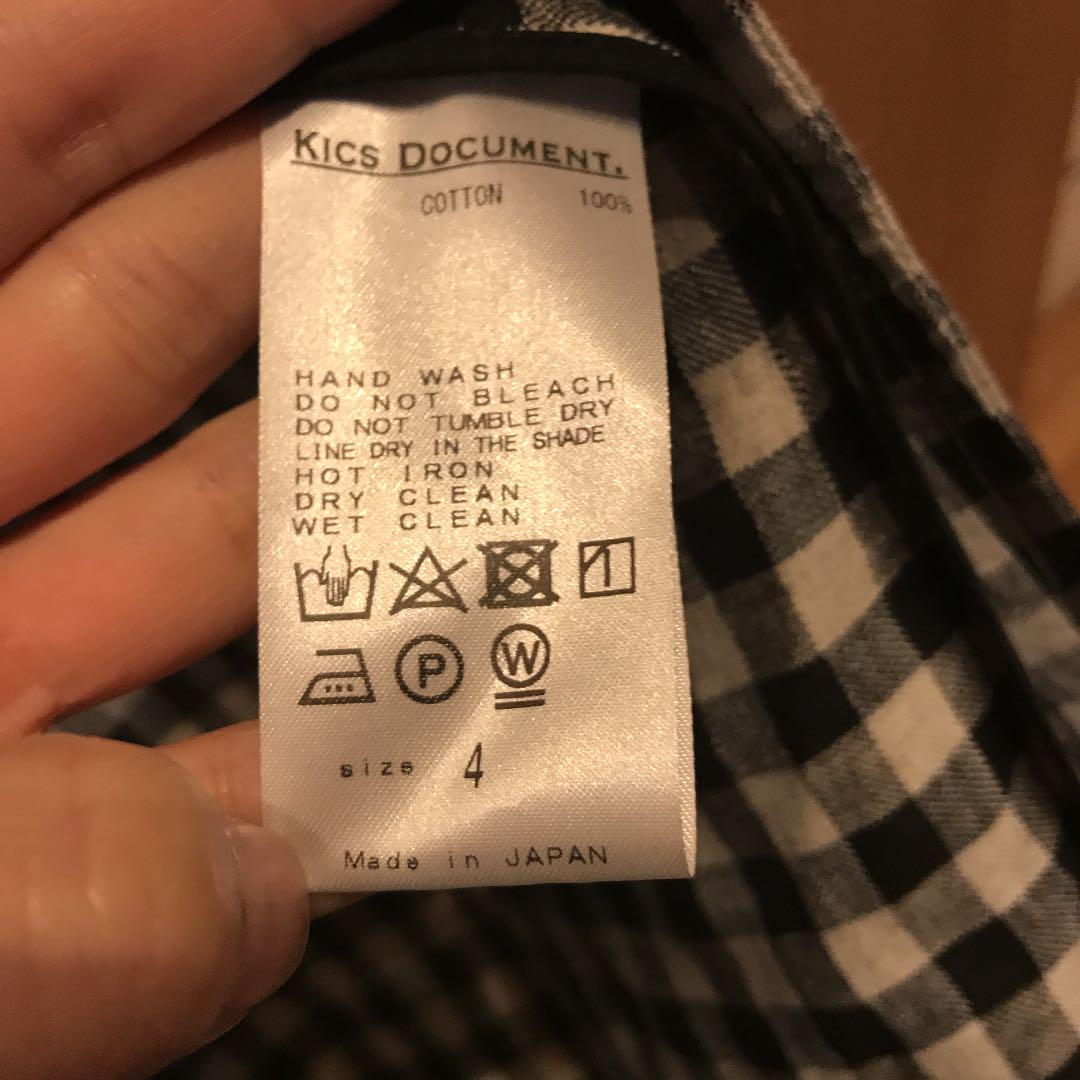 KICS DOCUMENT.
COTTON 100%
HAND WASH
DO NOT BLEACH
DO NOT TUMBLE DRY
LINE DRY IN THE SHADE
HOT IRON
DRY CLEAN
WET CLEAN
P W
size 4
Made in JAPAN